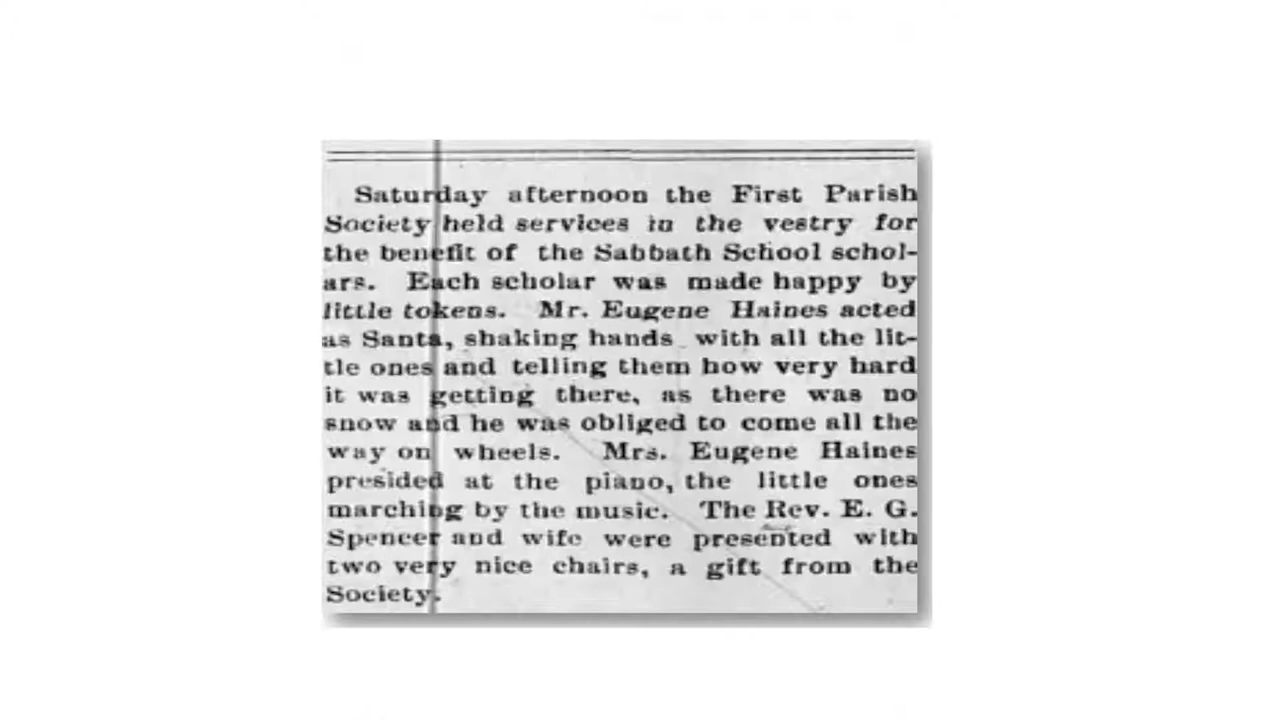 Saturday afternoon the First Parish
Society held services in the vestry for
the benefit of the Sabbath School schol-
ars. Each scholar was made happy by
little tokens. Mr. Eugene Haines acted
as Santa, shaking hands with all the lit-
tle ones and telling them how very hard
it was getting there, as there was no
snow and he was obliged to come all the
way on wheels. Mrs. Eugene Haines
presided at the piano, the little ones
marching by the music. The Rev. E. G.
Spencer and wife were presented with
two very nice chairs, a gift from the
Society.